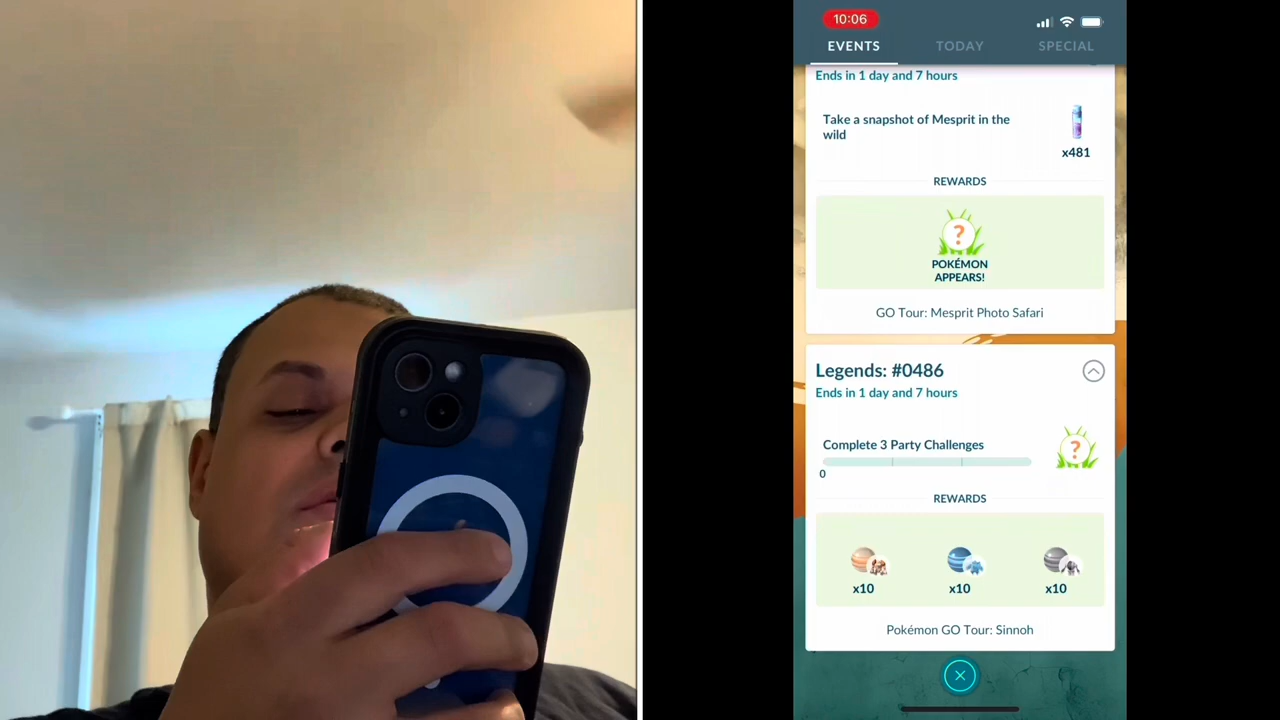 10:06
EVENTS
TODAY
SPECIAL
Ends in 1 day and 7 hours
Take a snapshot of Mesprit in the
wild
x481
REWARDS
?
POKÉMON
APPEARS!
GO Tour: Mesprit Photo Safari
Legends: #0486
Ends in 1 day and 7 hours
Complete 3 Party Challenges
?
0
REWARDS
x10
x10
x10
Pokémon GO Tour: Sinnoh